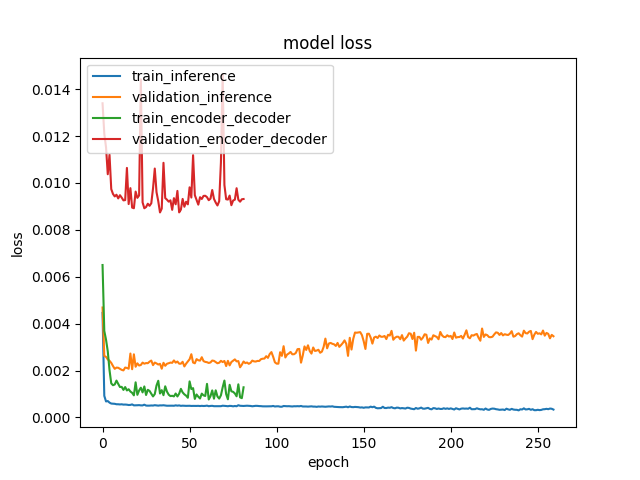 model loss
train_inference
validation_inference
train_encoder_decoder
validation_encoder_decoder
loss
0.014
0.012
0.010
0.008
0.006
0.004
0.002
0.000
0 50 100 150 200 250
epoch